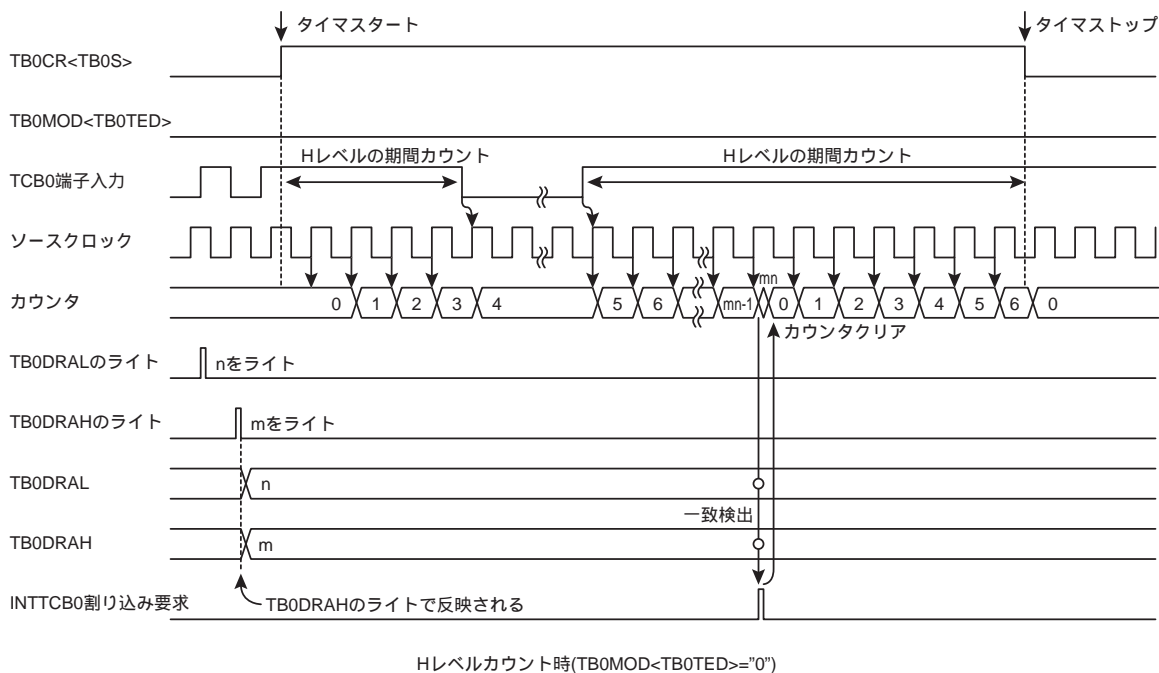 タイマスタート
タイマストップ
TB0CR<TB0S>
TB0MOD<TB0TED>
Hレベルの期間カウント
Hレベルの期間カウント
TCB0端子入力
ソースクロック
mn
カウンタ
0 1 2 3 4 5 6 mn-1 0 1 2 3 4 5 6 0
カウンタクリア
TB0DRALのライト
nをライト
TB0DRAHのライト
mをライト
TB0DRAL
n
一致検出
TB0DRAH
m
INTTCB0割り込み要求
TB0DRAHのライトで反映される
Hレベルカウント時(TB0MOD<TB0TED>="0")